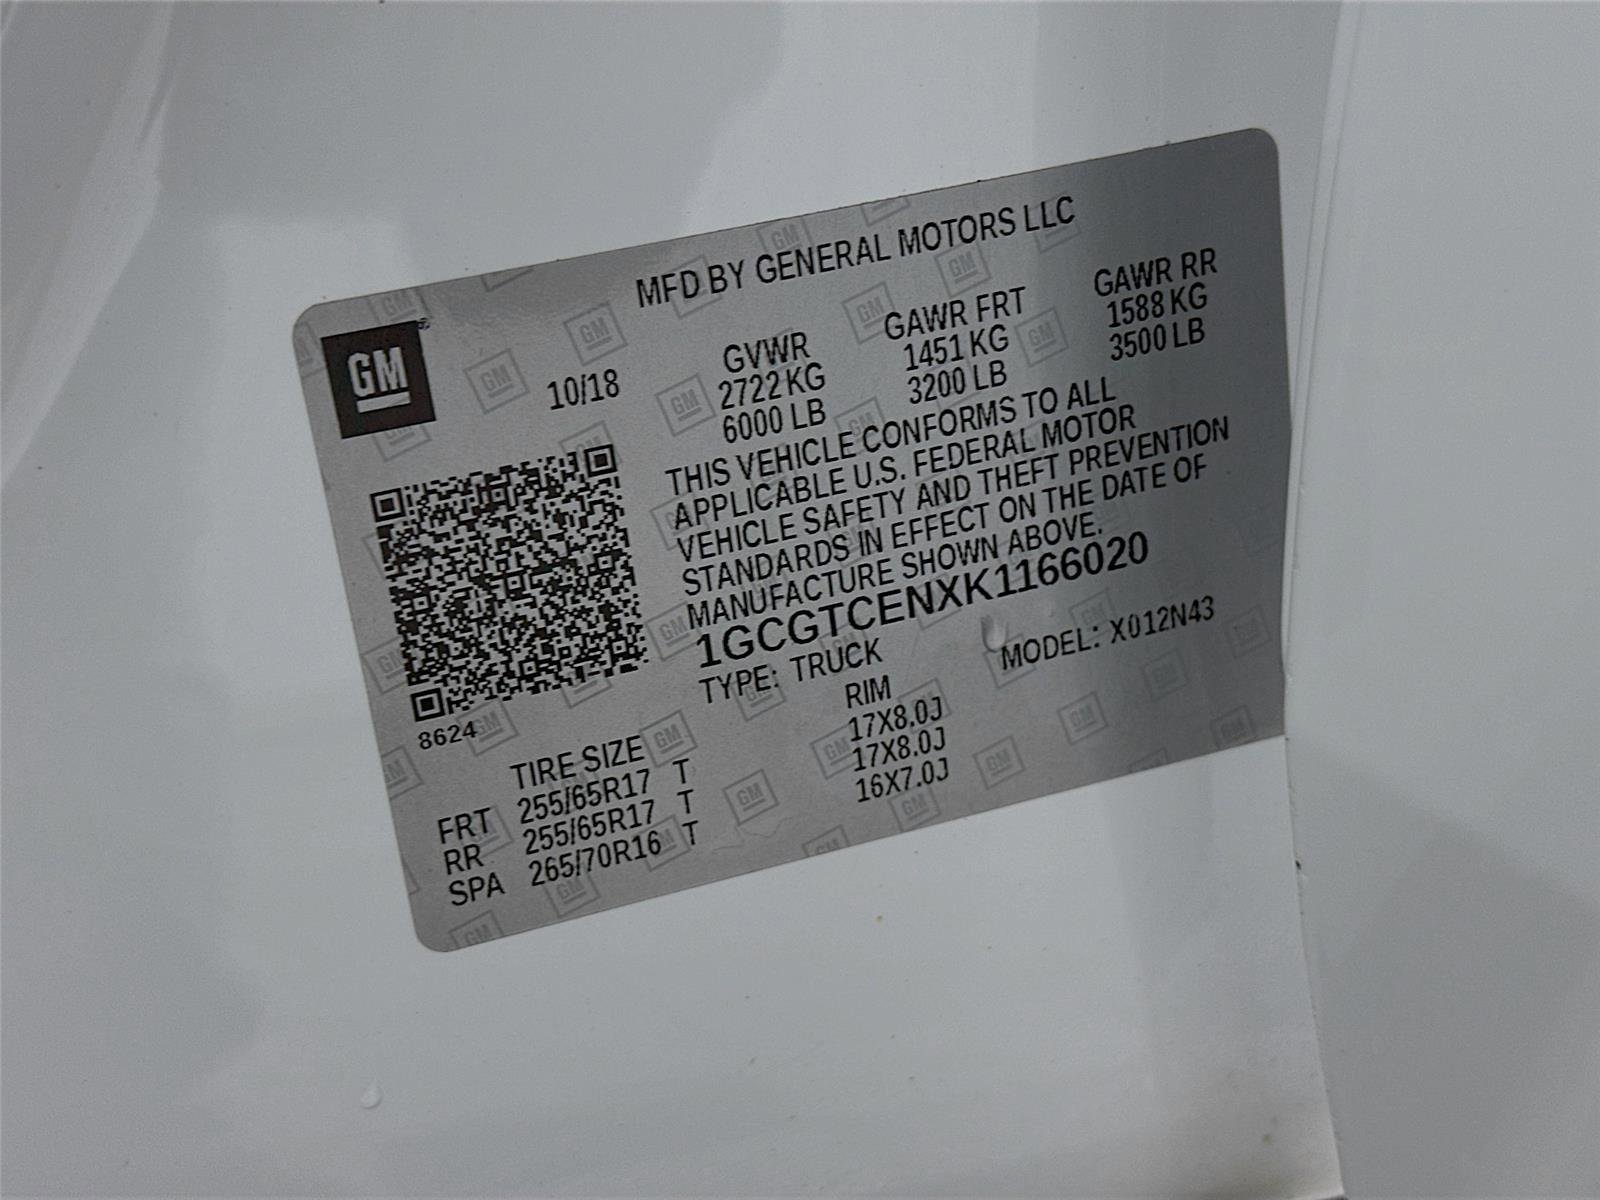 MFD BY GENERAL MOTORS LLC
GM
10/18
GVWR GAWR FRT GAWR RR
2722 KG 1451 KG 1588 KG
6000 LB 3200 LB 3500 LB
THIS VEHICLE CONFORMS TO ALL
APPLICABLE U.S. FEDERAL MOTOR
VEHICLE SAFETY AND THEFT PREVENTION
STANDARDS IN EFFECT ON THE DATE OF
MANUFACTURE SHOWN ABOVE.
1GCGTCENXK1166020
TYPE: TRUCK MODEL: X012N43
8624
TIRE SIZE RIM
FRT 255/65R17 T 17X8.0J
RR 255/65R17 T 17X8.0J
SPA 265/70R16 T 16X7.0J